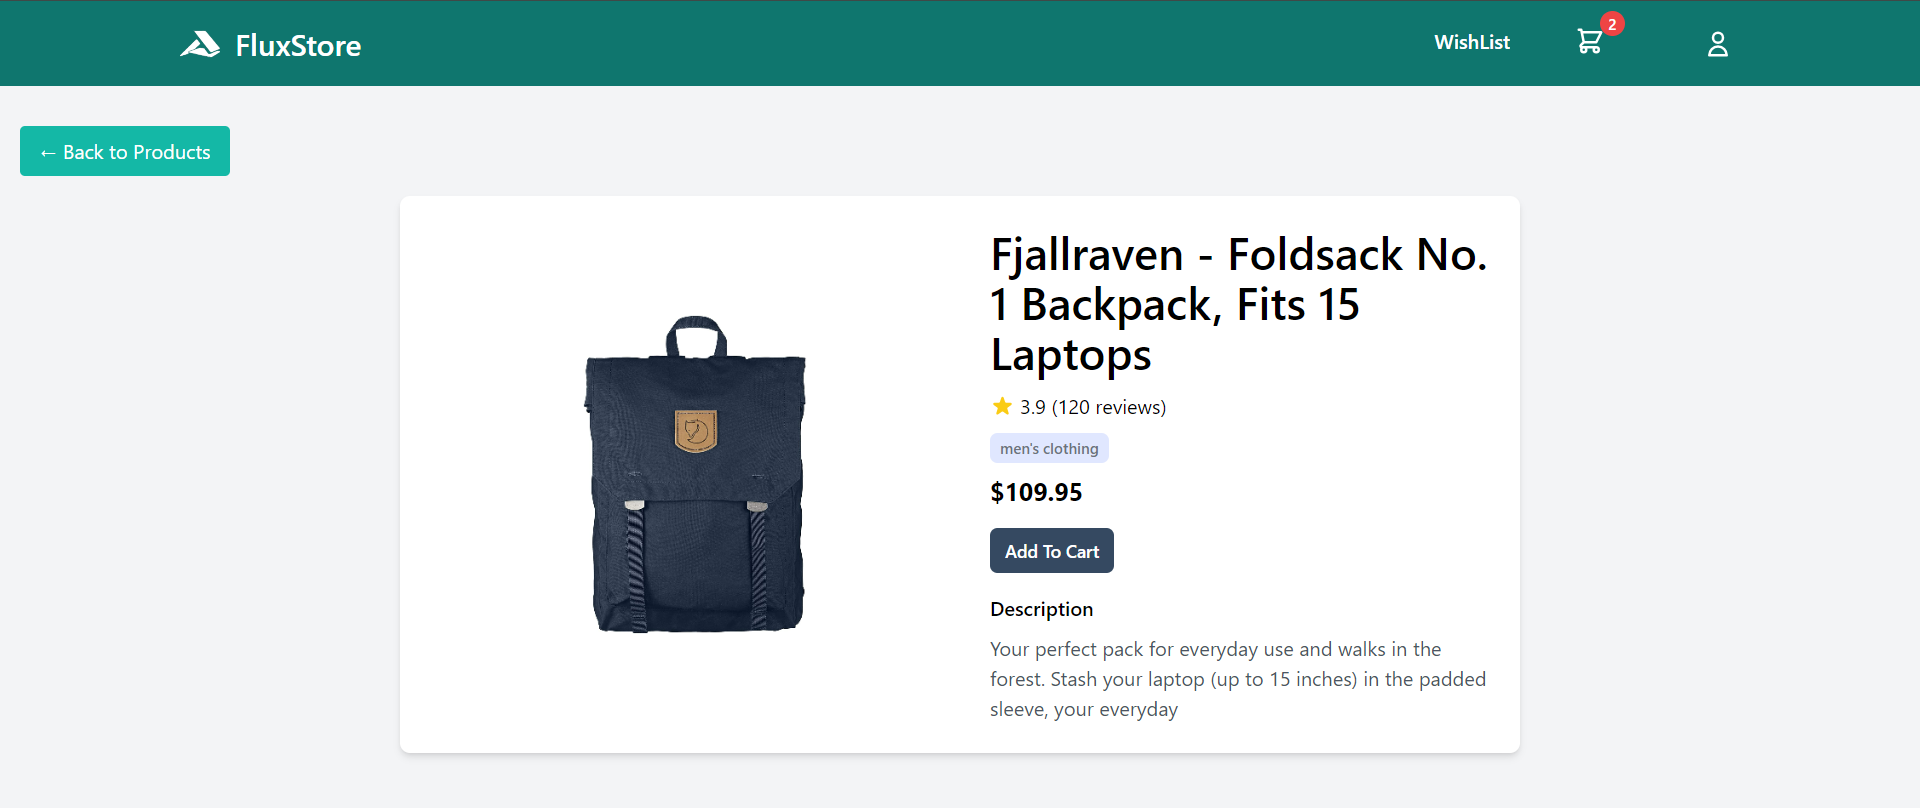 FluxStore
WishList
2
← Back to Products
Fjallraven - Foldsack No.
1 Backpack, Fits 15
Laptops
3.9 (120 reviews)
men's clothing
$109.95
Add To Cart
Description
Your perfect pack for everyday use and walks in the
forest. Stash your laptop (up to 15 inches) in the padded
sleeve, your everyday